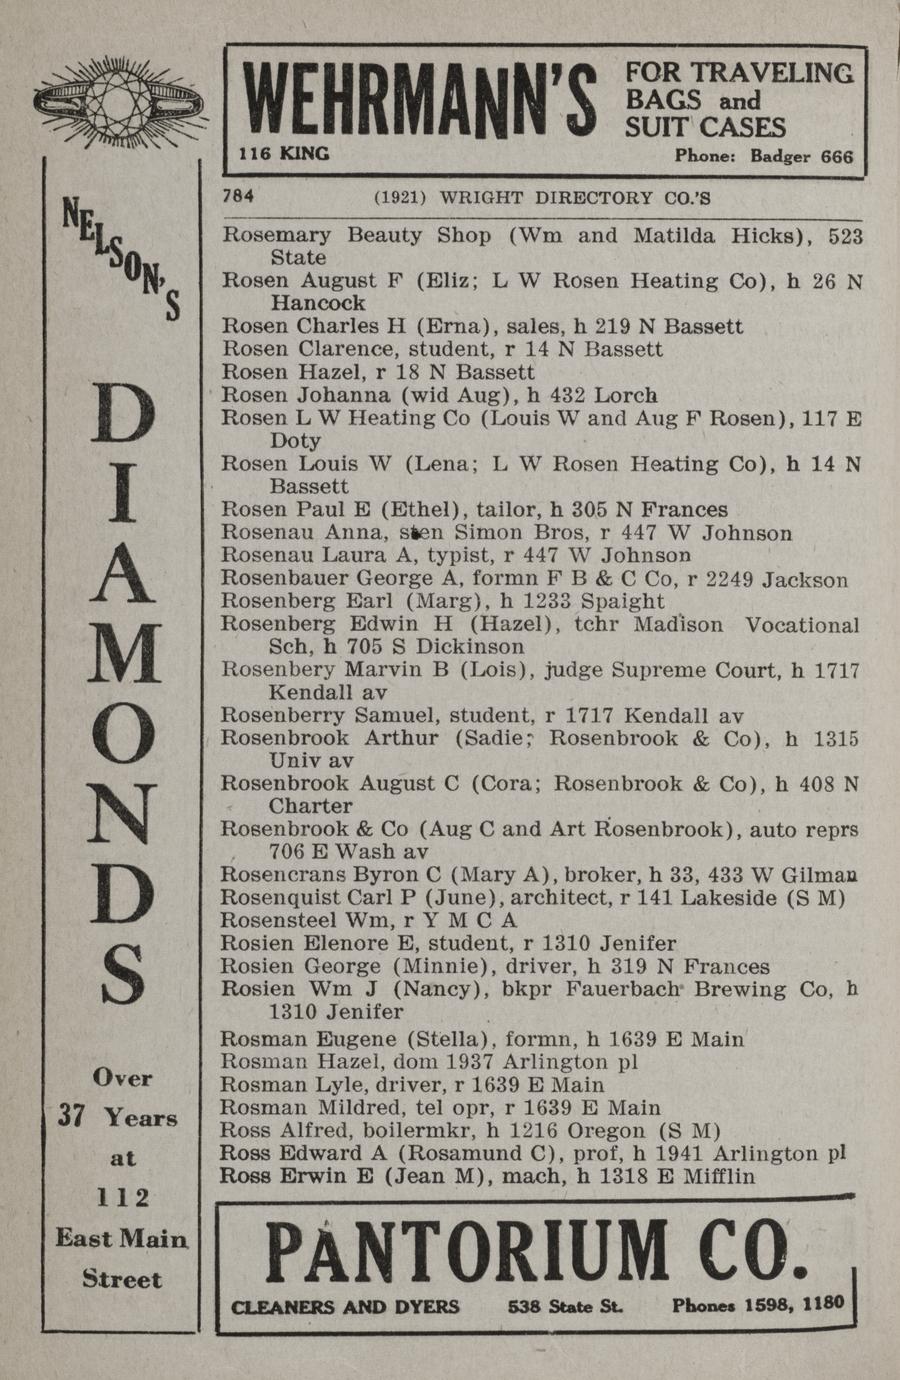 WEHRMANN'S
FOR TRAVELING
BAGS and
SUIT CASES
116 KING
Phone: Badger 666
NELSON'S
DIAMONDS
Over
37 Years
at
112
East Main
Street
784 (1921) WRIGHT DIRECTORY CO.'S
Rosemary Beauty Shop (Wm and Matilda Hicks), 523
State
Rosen August F (Eliz; L W Rosen Heating Co), h 26 N
Hancock
Rosen Charles H (Erna), sales, h 219 N Bassett
Rosen Clarence, student, r 14 N Bassett
Rosen Hazel, r 18 N Bassett
Rosen Johanna (wid Aug), h 432 Lorch
Rosen L W Heating Co (Louis W and Aug F Rosen), 117 E
Doty
Rosen Louis W (Lena; L W Rosen Heating Co), h 14 N
Bassett
Rosen Paul E (Ethel), tailor, h 305 N Frances
Rosenau Anna, sten Simon Bros, r 447 W Johnson
Rosenau Laura A, typist, r 447 W Johnson
Rosenbauer George A, formn F B & C Co, r 2249 Jackson
Rosenberg Earl (Marg), h 1233 Spaight
Rosenberg Edwin H (Hazel), tchr Madison Vocational
Sch, h 705 S Dickinson
Rosenbery Marvin B (Lois), judge Supreme Court, h 1717
Kendall av
Rosenberry Samuel, student, r 1717 Kendall av
Rosenbrook Arthur (Sadie; Rosenbrook & Co), h 1315
Univ av
Rosenbrook August C (Cora; Rosenbrook & Co), h 408 N
Charter
Rosenbrook & Co (Aug C and Art Rosenbrook), auto reprs
706 E Wash av
Rosencrans Byron C (Mary A), broker, h 33, 433 W Gilman
Rosenquist Carl P (June), architect, r 141 Lakeside (S M)
Rosensteel Wm, r Y M C A
Rosien Elenore E, student, r 1310 Jenifer
Rosien George (Minnie), driver, h 319 N Frances
Rosien Wm J (Nancy), bkpr Fauerbach Brewing Co, h
1310 Jenifer
Rosman Eugene (Stella), formn, h 1639 E Main
Rosman Hazel, dom 1937 Arlington pl
Rosman Lyle, driver, r 1639 E Main
Rosman Mildred, tel opr, r 1639 E Main
Ross Alfred, boilermkr, h 1216 Oregon (S M)
Ross Edward A (Rosamund C), prof, h 1941 Arlington pl
Ross Erwin E (Jean M), mach, h 1318 E Mifflin
PANTORIUM CO.
CLEANERS AND DYERS 538 State St. Phones 1598, 1180